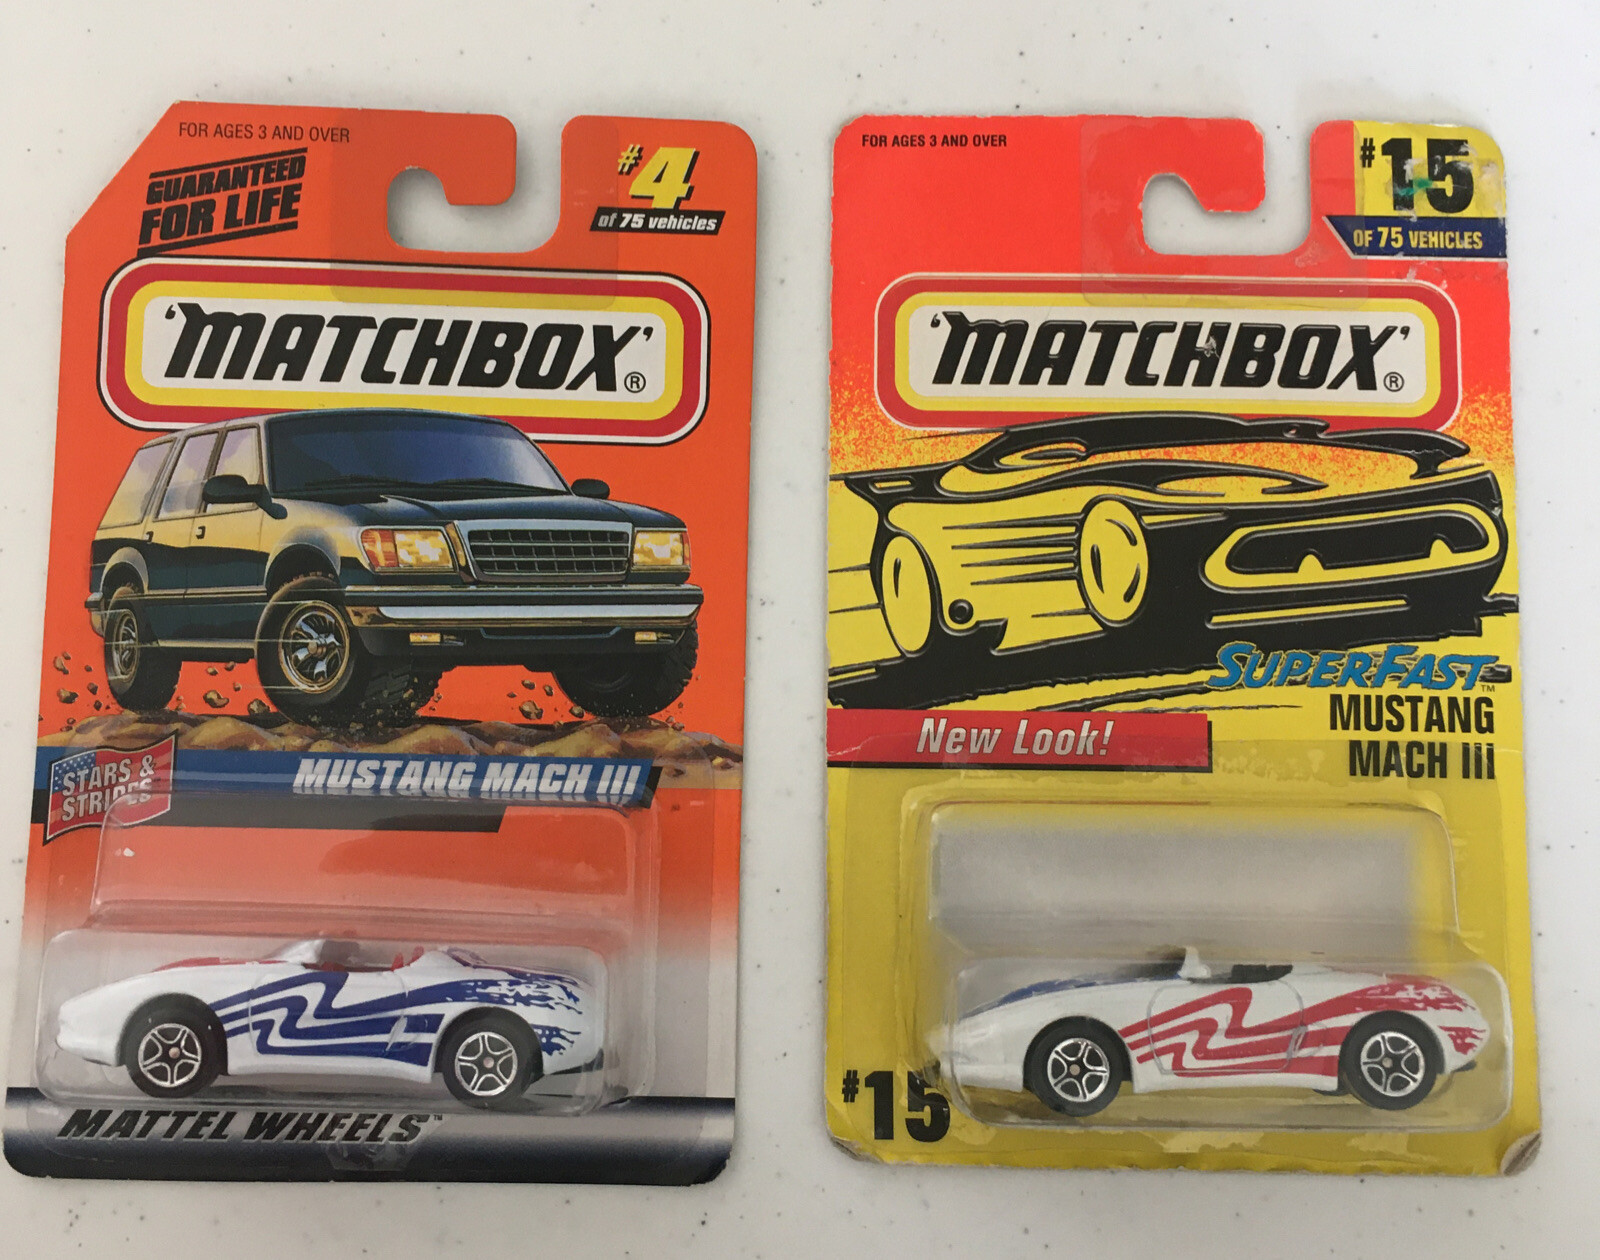 FOR AGES 3 AND OVER
GUARANTEED
FOR LIFE
#4
of 75 vehicles
'MATCHBOX'®
STARS &
STRIPES
MUSTANG MACH III
MATTEL WHEELS™
FOR AGES 3 AND OVER
#15
OF 75 VEHICLES
'MATCHBOX'®
SUPERFAST™
MUSTANG
MACH III
New Look!
#15